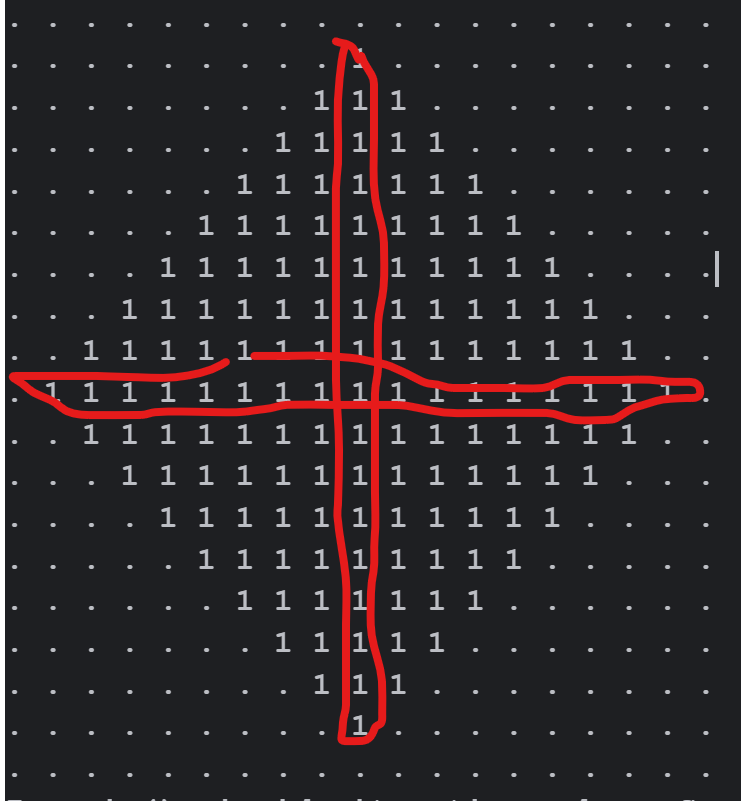 . . . . . . . . . . . . . . . . . . .
. . . . . . . . . 1 . . . . . . . . .
. . . . . . . . 1 1 1 . . . . . . . .
. . . . . . . 1 1 1 1 1 . . . . . . .
. . . . . . 1 1 1 1 1 1 1 . . . . . .
. . . . . 1 1 1 1 1 1 1 1 1 . . . . .
. . . . 1 1 1 1 1 1 1 1 1 1 1 . . . .
. . . 1 1 1 1 1 1 1 1 1 1 1 1 1 . . .
. . 1 1 1 1 1 1 1 1 1 1 1 1 1 1 1 . .
. 1 1 1 1 1 1 1 1 1 1 1 1 1 1 1 1 1 .
. . 1 1 1 1 1 1 1 1 1 1 1 1 1 1 1 . .
. . . 1 1 1 1 1 1 1 1 1 1 1 1 1 . . .
. . . . 1 1 1 1 1 1 1 1 1 1 1 . . . .
. . . . . 1 1 1 1 1 1 1 1 1 . . . . .
. . . . . . 1 1 1 1 1 1 1 . . . . . .
. . . . . . . 1 1 1 1 1 . . . . . . .
. . . . . . . . 1 1 1 . . . . . . . .
. . . . . . . . . 1 . . . . . . . . .
. . . . . . . . . . . . . . . . . . .